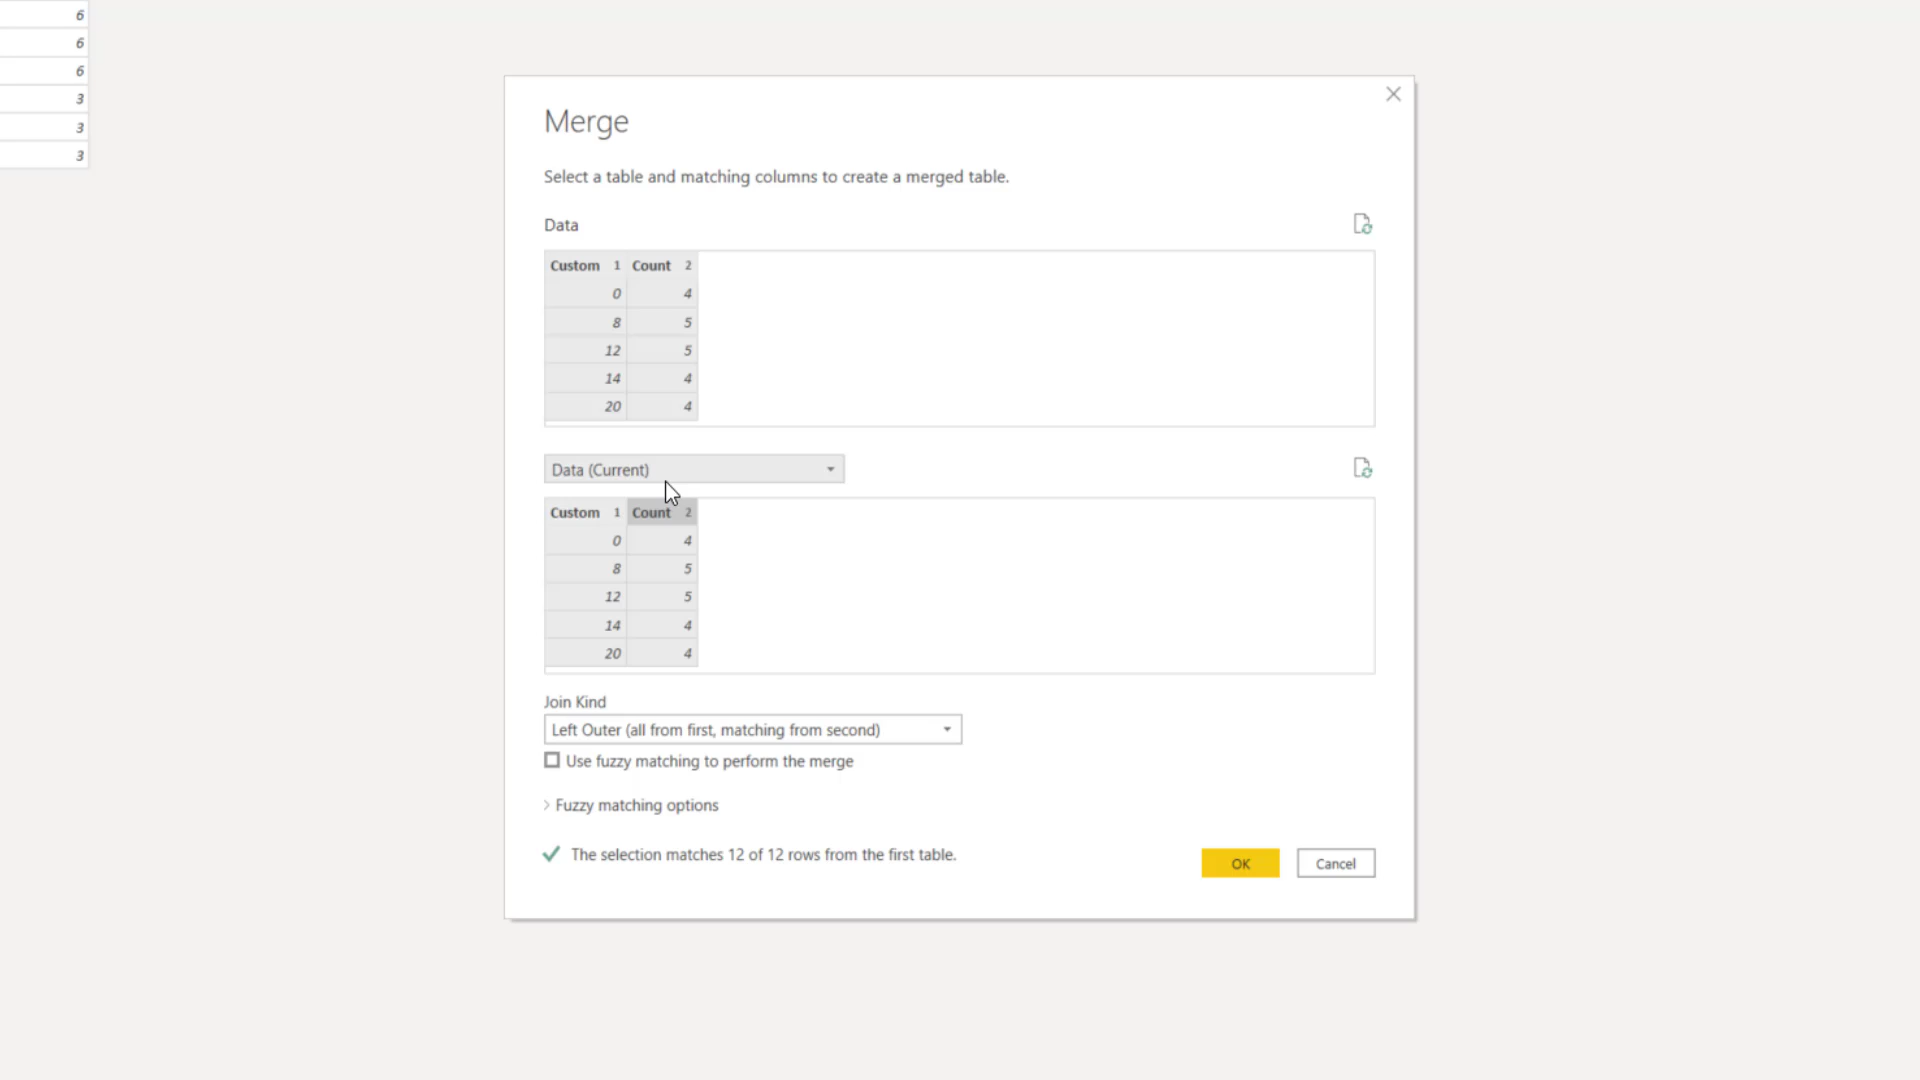 6
6
6
3
3
3
Merge
Select a table and matching columns to create a merged table.
Data
Custom 1 Count 2
0 4
8 5
12 5
14 4
20 4
Data (Current)
Custom 1 Count 2
0 4
8 5
12 5
14 4
20 4
Join Kind
Left Outer (all from first, matching from second)
Use fuzzy matching to perform the merge
Fuzzy matching options
The selection matches 12 of 12 rows from the first table.
OK Cancel